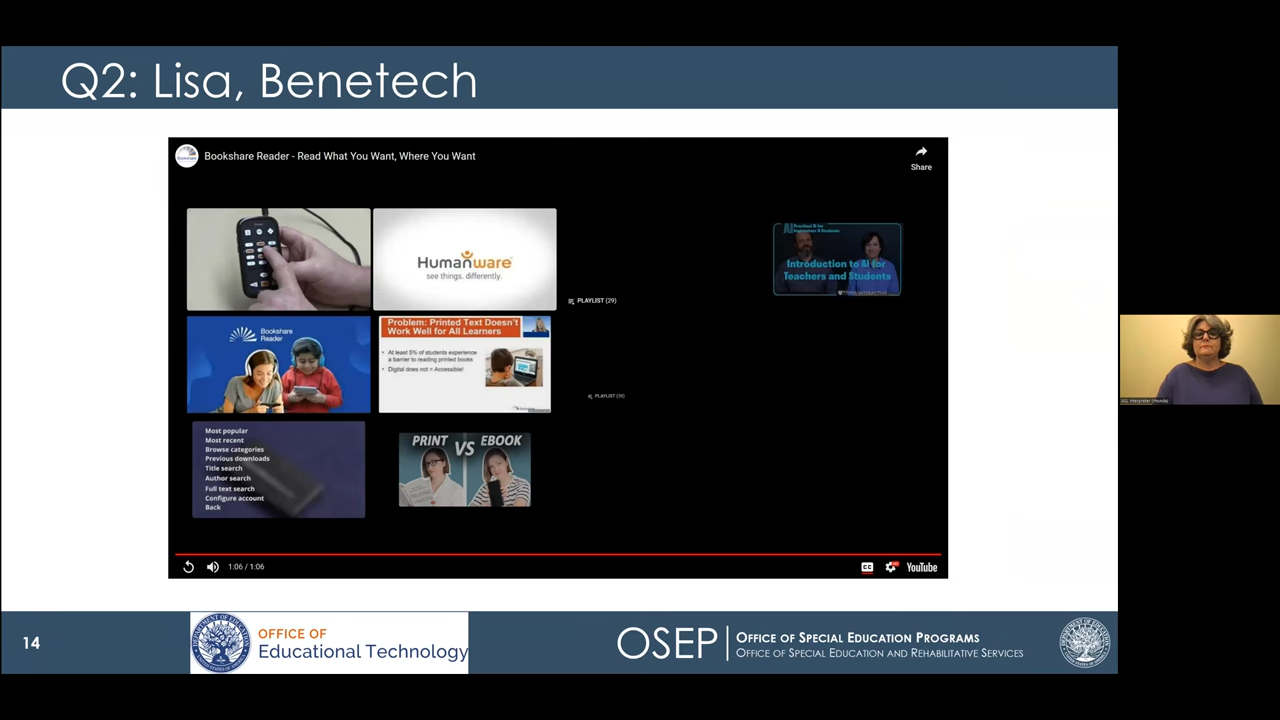 Q2: Lisa, Benetech
Bookshare Reader - Read What You Want, Where You Want
Share
HUMANWARE
see things. differently.
PLAYLIST (29)
Introduction to AI for
Teachers and Students
Bookshare
Reader
Problem: Printed Text Doesn't
Work Well for All Learners
• At least 5% of students experience
a barrier to reading printed books
• Digital does not = Accessible!
Most popular
Most recent
Browse categories
Previous downloads
Title search
Author search
Full text search
Configure account
Back
PRINT VS EBOOK
1:06 / 1:06
CC
YouTube
ASL Interpreter (Rhonda)
14
OFFICE OF
Educational Technology
OSEP
OFFICE OF SPECIAL EDUCATION PROGRAMS
OFFICE OF SPECIAL EDUCATION AND REHABILITATIVE SERVICES